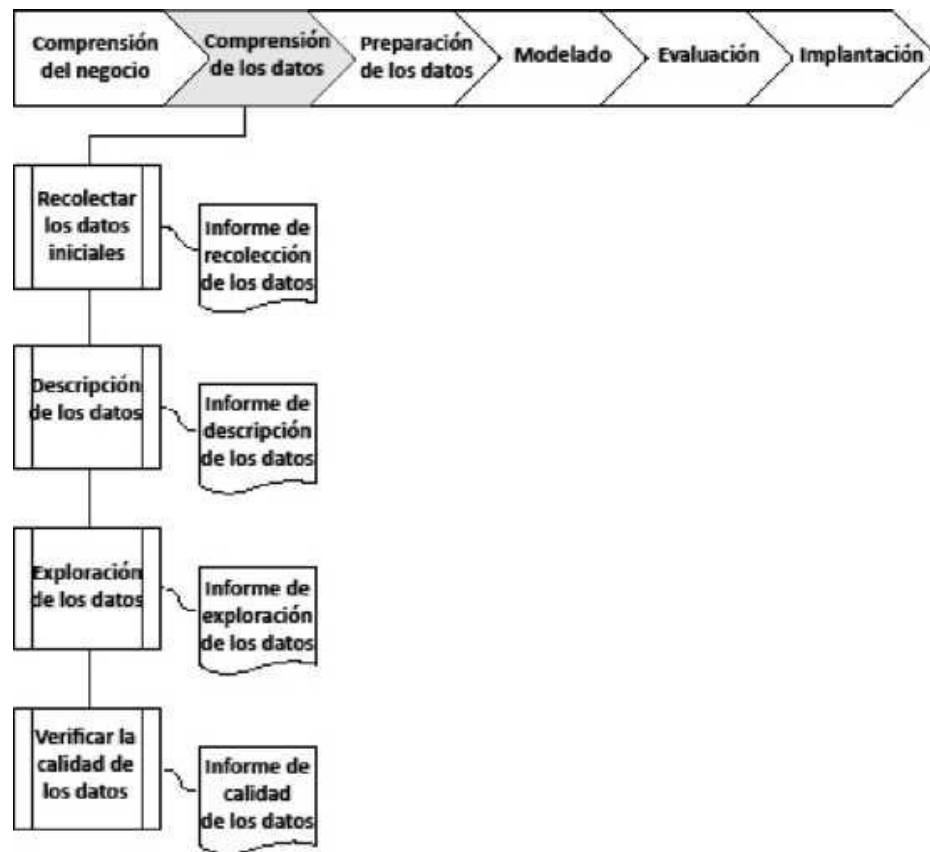 Comprensión
del negocio
Comprensión
de los datos
Preparación
de los datos
Modelado
Evaluación
Implantación
Recolectar
los datos
iniciales
Informe de
recolección
de los datos
Descripción
de los datos
Informe de
descripción
de los datos
Exploración
de los datos
Informe de
exploración
de los datos
Verificar la
calidad de
los datos
Informe de
calidad
de los datos